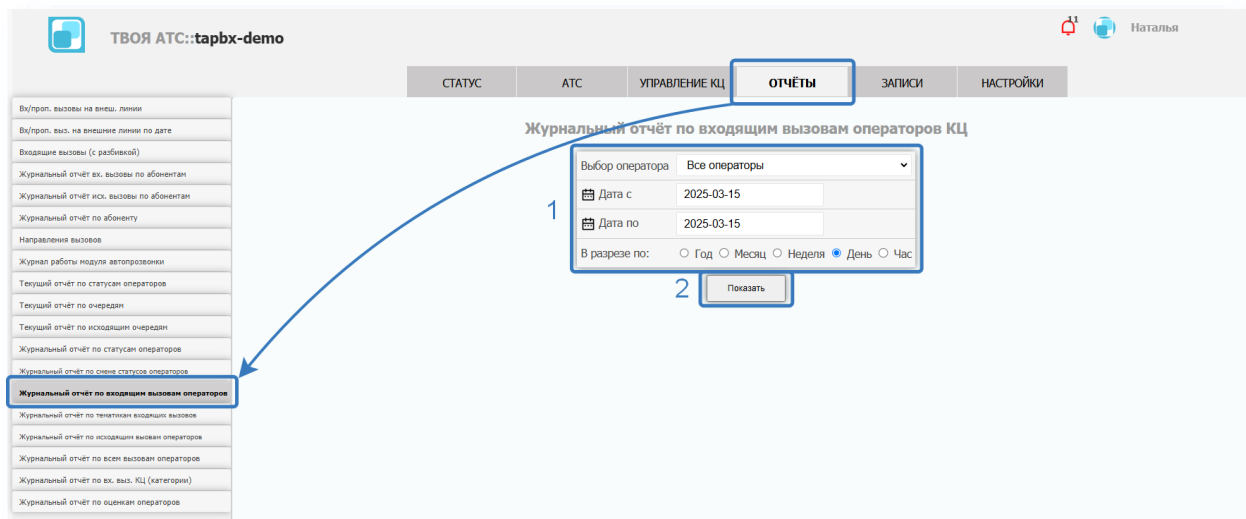 ТВОЯ АТС::tapbx-demo
11
Наталья
СТАТУС АТС УПРАВЛЕНИЕ КЦ ОТЧЁТЫ ЗАПИСИ НАСТРОЙКИ
Вх/проп. вызовы на внеш. линии
Вх/проп. выз. на внешние линии по дате
Входящие вызовы (с разбивкой)
Журнальный отчёт вх. вызовы по абонентам
Журнальный отчёт исх. вызовы по абонентам
Журнальный отчёт по абоненту
Направления вызовов
Журнал работы модуля автопрозвонки
Текущий отчёт по статусам операторов
Текущий отчёт по очередям
Текущий отчёт по исходящим очередям
Журнальный отчёт по статусам операторов
Журнальный отчёт по смене статусов операторов
Журнальный отчёт по входящим вызовам операторов
Журнальный отчёт по тематикам входящих вызовов
Журнальный отчёт по исходящим выовам операторов
Журнальный отчёт по всем вызовам операторов
Журнальный отчёт по вх. выз. КЦ (категории)
Журнальный отчёт по оценкам операторов
Журнальный отчёт по входящим вызовам операторов КЦ
1
Выбор оператора Все операторы
Дата с 2025-03-15
Дата по 2025-03-15
В разрезе по: Год Месяц Неделя День Час
2
Показать